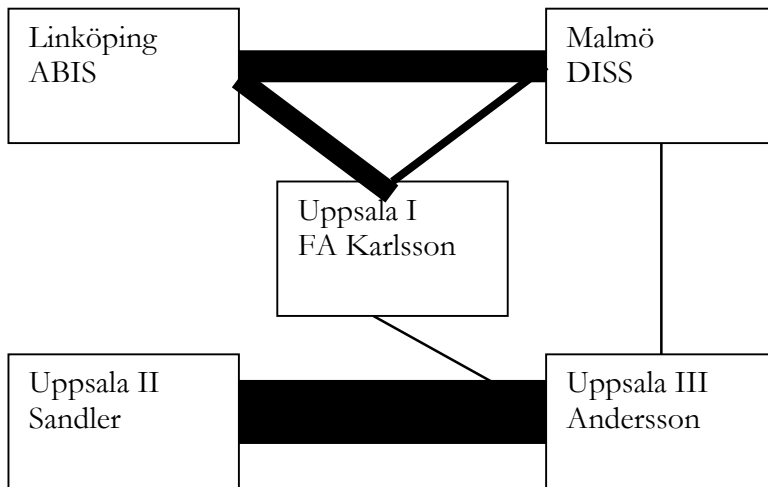 Linköping
ABIS
Malmö
DISS
Uppsala I
FA Karlsson
Uppsala II
Sandler
Uppsala III
Andersson